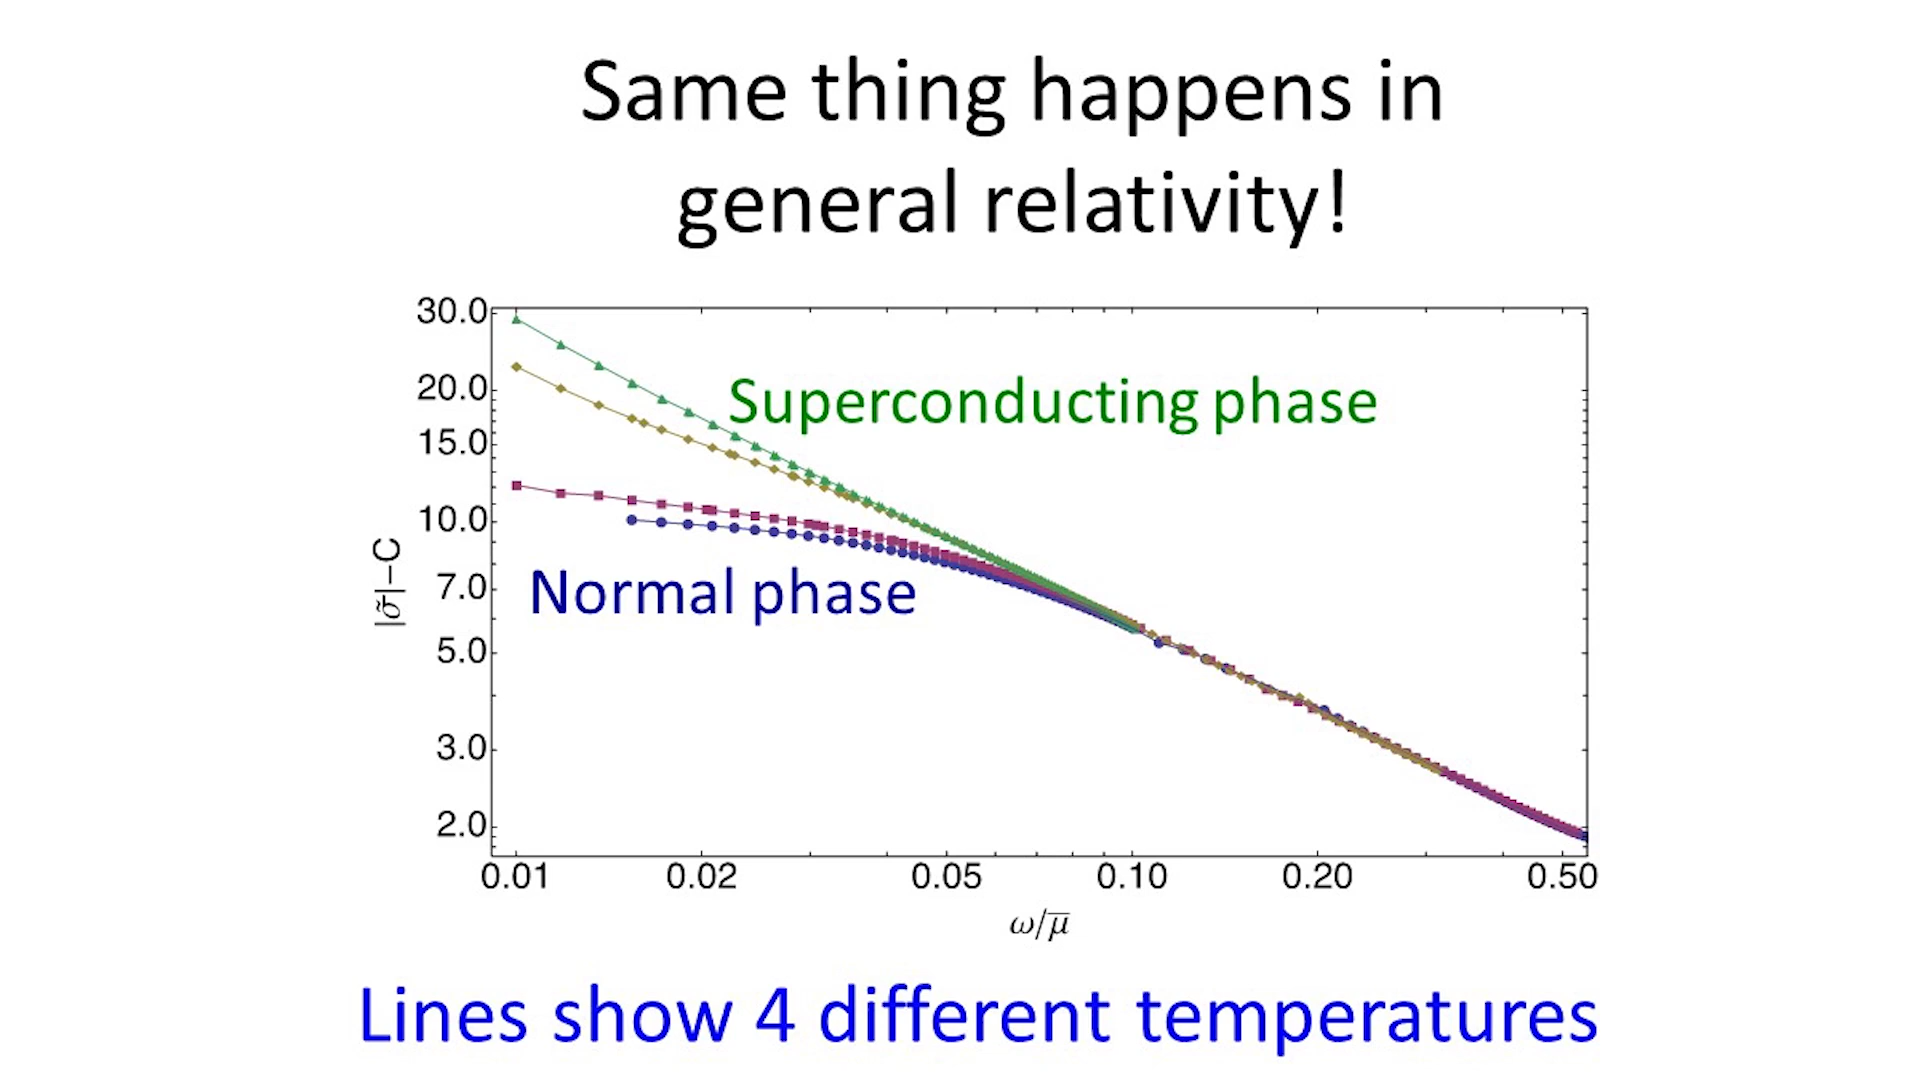 Same thing happens in
general relativity!
30.0
20.0
Superconducting phase
15.0
10.0
|σ̃|−C
7.0
Normal phase
5.0
3.0
2.0
0.01 0.02 0.05 0.10 0.20 0.50
ω/μ̅
Lines show 4 different temperatures